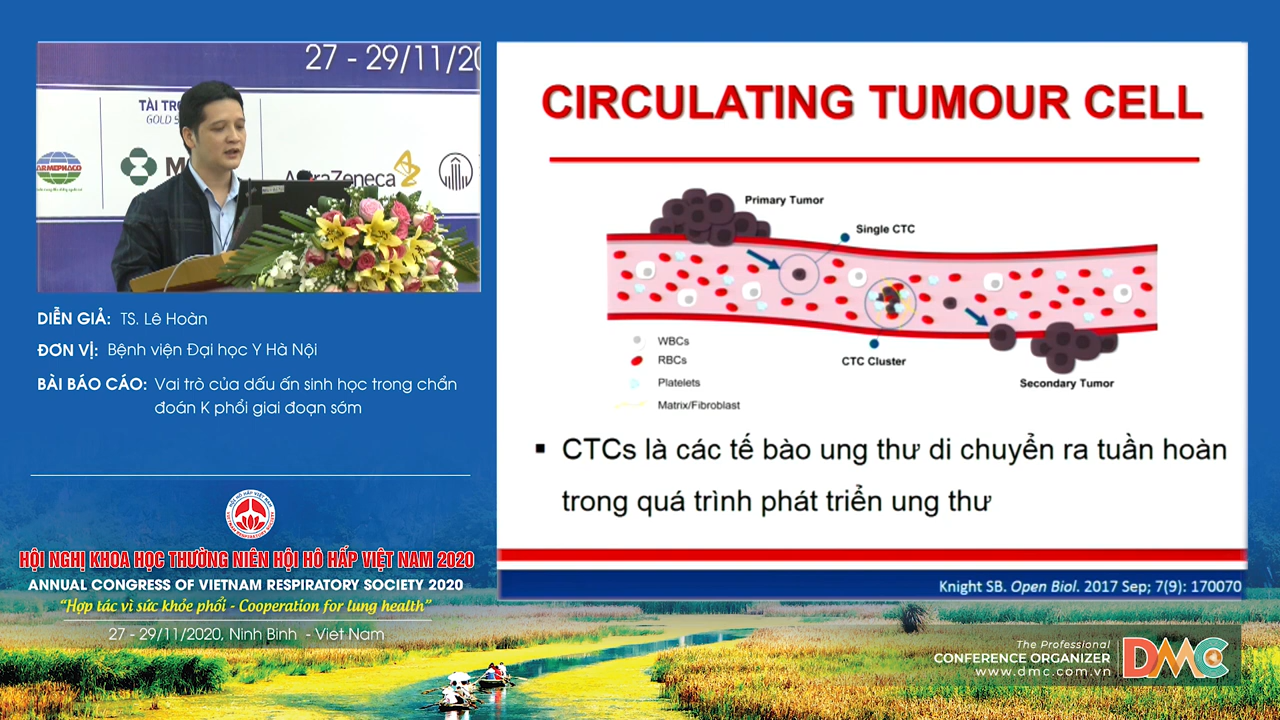 27 - 29/11/20
TÀI TRỢ
GOLD S
ARMEPHACO
AstraZeneca
DIỄN GIẢ: TS. Lê Hoàn
ĐƠN VỊ: Bệnh viện Đại học Y Hà Nội
BÀI BÁO CÁO: Vai trò của dấu ấn sinh học trong chẩn
đoán K phổi giai đoạn sớm
HỘI NGHỊ KHOA HỌC THƯỜNG NIÊN HỘI HÔ HẤP VIỆT NAM 2020
ANNUAL CONGRESS OF VIETNAM RESPIRATORY SOCIETY 2020
“Hợp tác vì sức khỏe phổi - Cooperation for lung health”
27 - 29/11/2020, Ninh Binh - Viet Nam
CIRCULATING TUMOUR CELL
Primary Tumor
Single CTC
WBCs
RBCs
Platelets
Matrix/Fibroblast
CTC Cluster
Secondary Tumor
▪ CTCs là các tế bào ung thư di chuyển ra tuần hoàn
trong quá trình phát triển ung thư
Knight SB. Open Biol. 2017 Sep; 7(9): 170070
The Professional
CONFERENCE ORGANIZER
www.dmc.com.vn
DMC